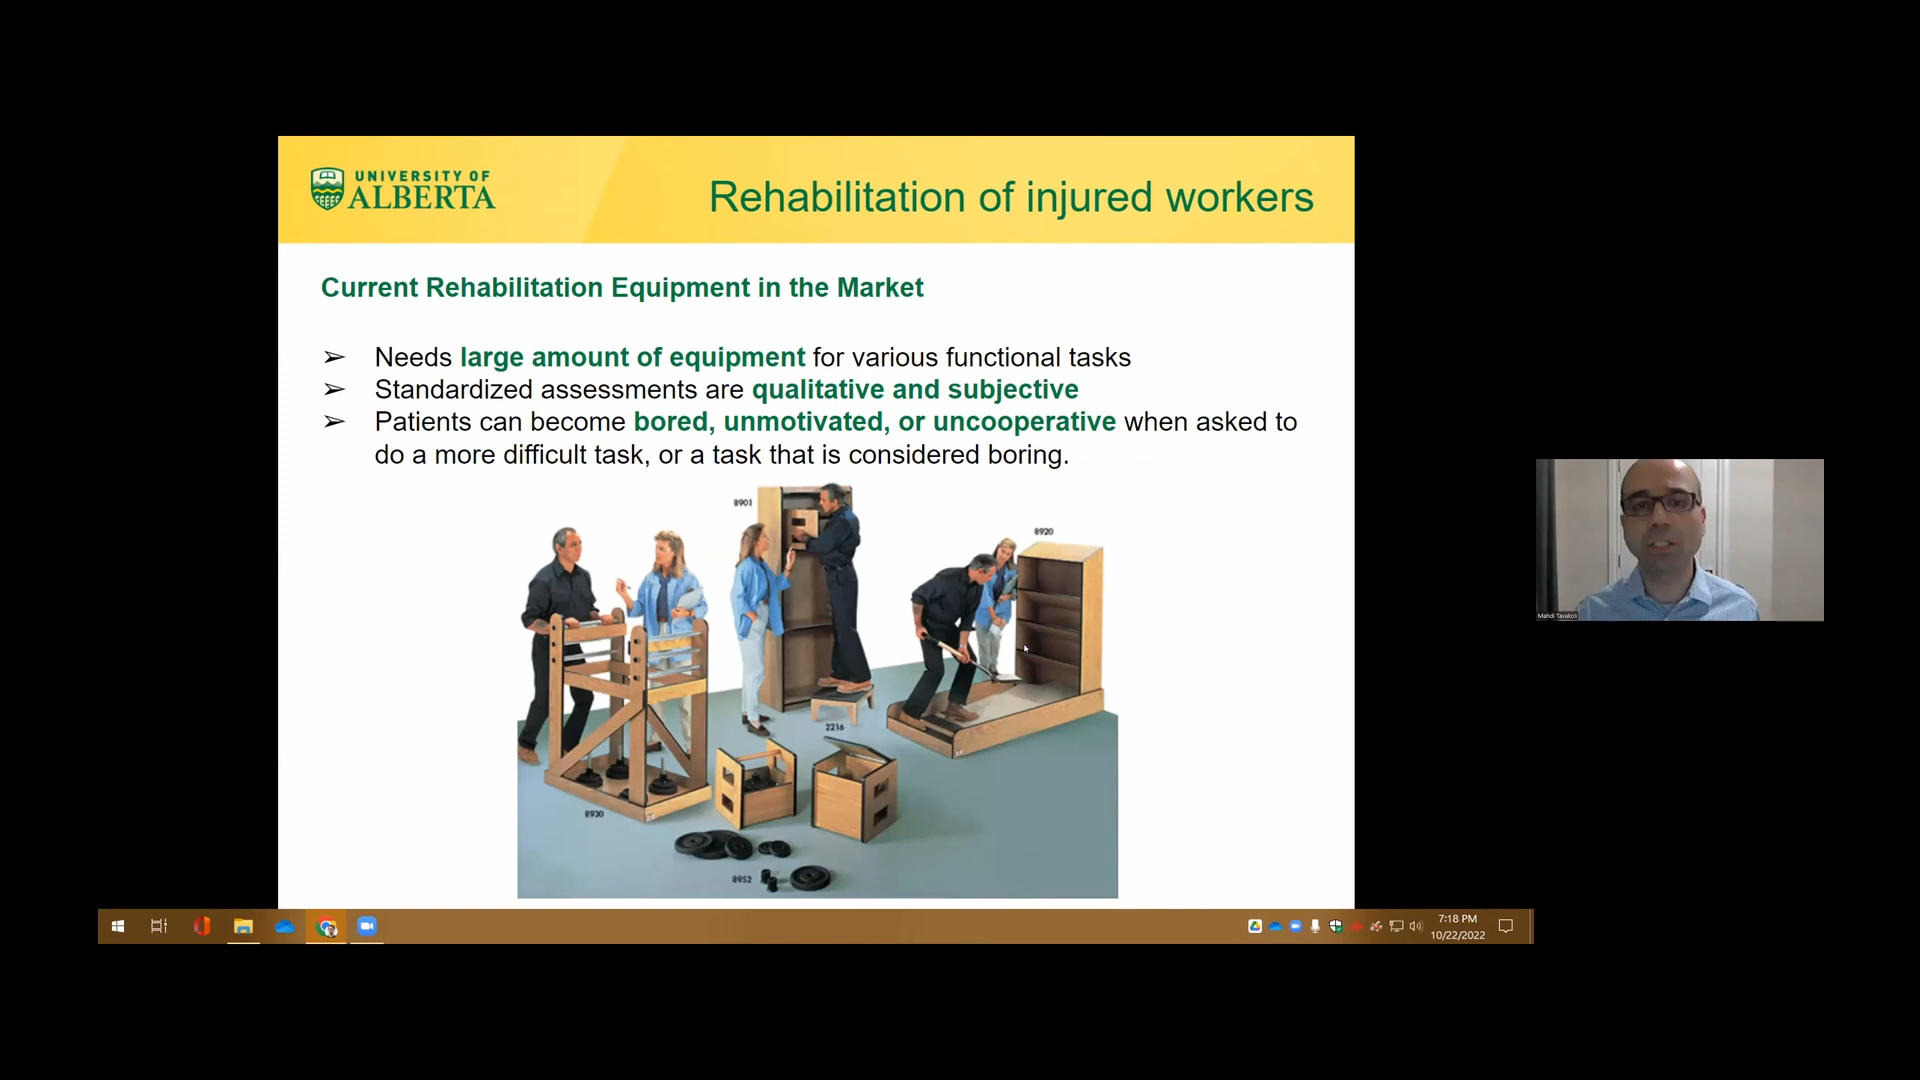 UNIVERSITY OF
ALBERTA
Rehabilitation of injured workers
Current Rehabilitation Equipment in the Market
➢ Needs large amount of equipment for various functional tasks
➢ Standardized assessments are qualitative and subjective
➢ Patients can become bored, unmotivated, or uncooperative when asked to
do a more difficult task, or a task that is considered boring.
8901
8920
2216
8930
8952
Mahdi Tavakoli
7:18 PM
10/22/2022